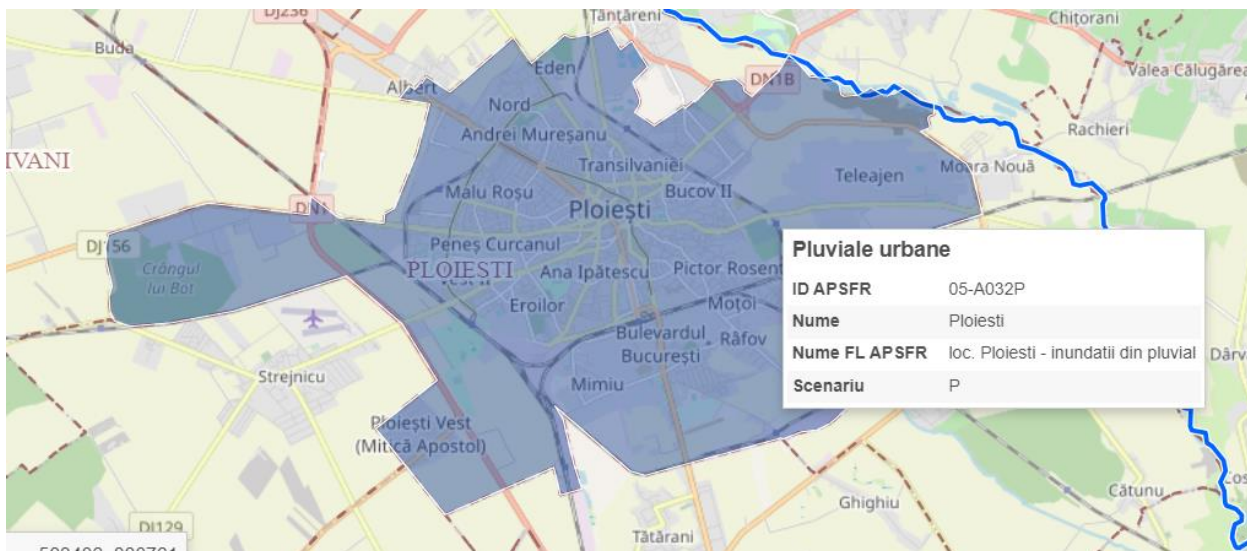 DJ236
Țânțăreni
Chițorani
Buda
Eden
Valea Călugărea
Albert
DN1B
Nord
Andrei Mureșanu
Rachieri
IVANI
Transilvaniei
Moara Nouă
Teleajen
Malu Roșu
Bucov II
DN1
Ploiești
DJ156
Peneș Curcanul
Crângul
lui Bot
PLOIESTI
Ana Ipătescu
Pictor Rosent
Vest II
Eroilor
Moțoi
Bulevardul
București
Râfov
Strejnicu
Mimiu
Ploiești Vest
(Mitică Apostol)
Pluviale urbane
ID APSFR 05-A032P
Nume Ploiesti
Nume FL APSFR loc. Ploiesti - inundatii din pluvial
Scenariu P
Dârv
Cătunu
Cos
Ghighiu
DJ129
Tătărani